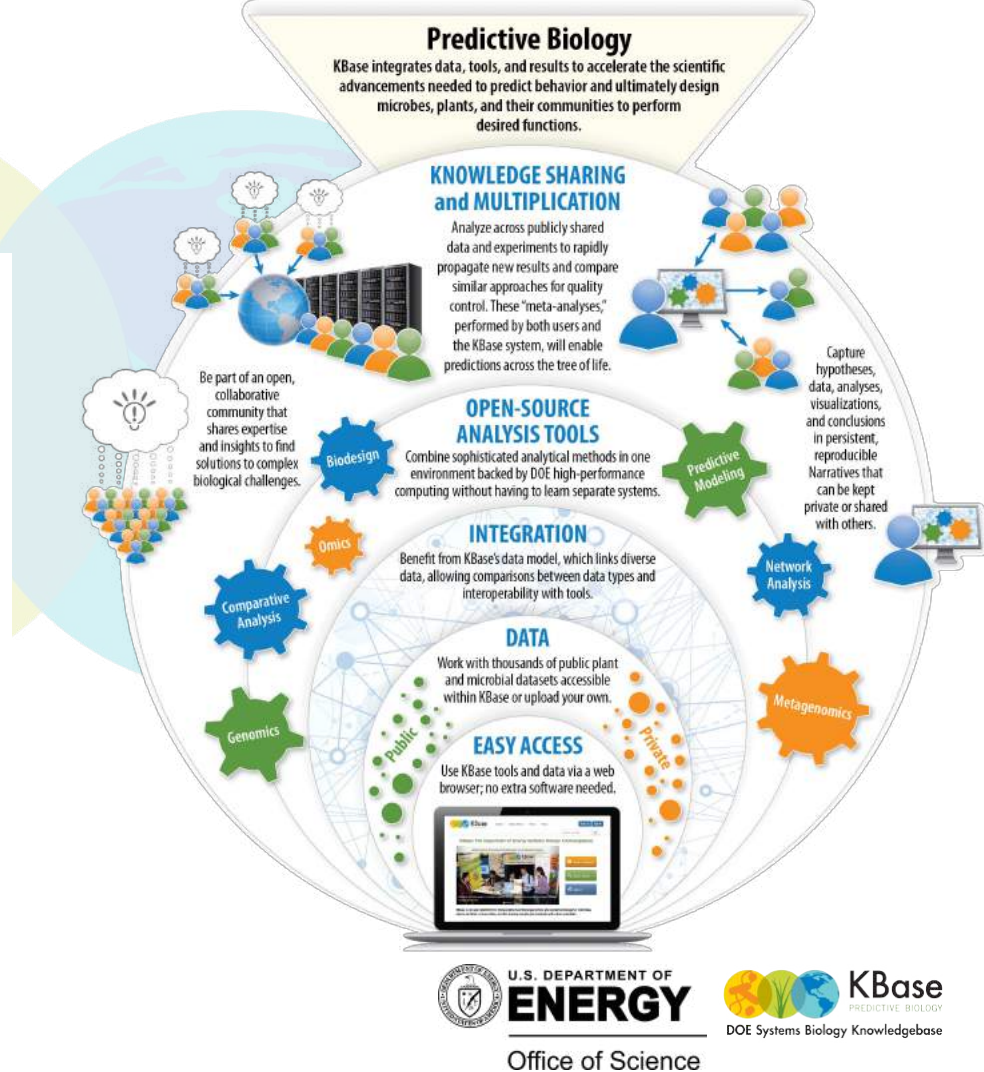 Predictive Biology
KBase integrates data, tools, and results to accelerate the scientific
advancements needed to predict behavior and ultimately design
microbes, plants, and their communities to perform
desired functions.
KNOWLEDGE SHARING
and MULTIPLICATION
Analyze across publicly shared
data and experiments to rapidly
propagate new results and compare
similar approaches for quality
control. These “meta-analyses,”
performed by both users and
the KBase system, will enable
predictions across the tree of life.
Be part of an open,
collaborative
community that
shares expertise
and insights to find
solutions to complex
biological challenges.
Capture
hypotheses,
data, analyses,
visualizations,
and conclusions
in persistent,
reproducible
Narratives that
can be kept
private or shared
with others.
OPEN-SOURCE
ANALYSIS TOOLS
Combine sophisticated analytical methods in one
environment backed by DOE high-performance
computing without having to learn separate systems.
Biodesign
Predictive
Modeling
Omics
Network
Analysis
Comparative
Analysis
Metagenomics
Genomics
INTEGRATION
Benefit from KBase's data model, which links diverse
data, allowing comparisons between data types and
interoperability with tools.
DATA
Work with thousands of public plant
and microbial datasets accessible
within KBase or upload your own.
Public
Private
EASY ACCESS
Use KBase tools and data via a web
browser; no extra software needed.
KBase
U.S. DEPARTMENT OF
ENERGY
Office of Science
KBase
PREDICTIVE BIOLOGY
DOE Systems Biology Knowledgebase